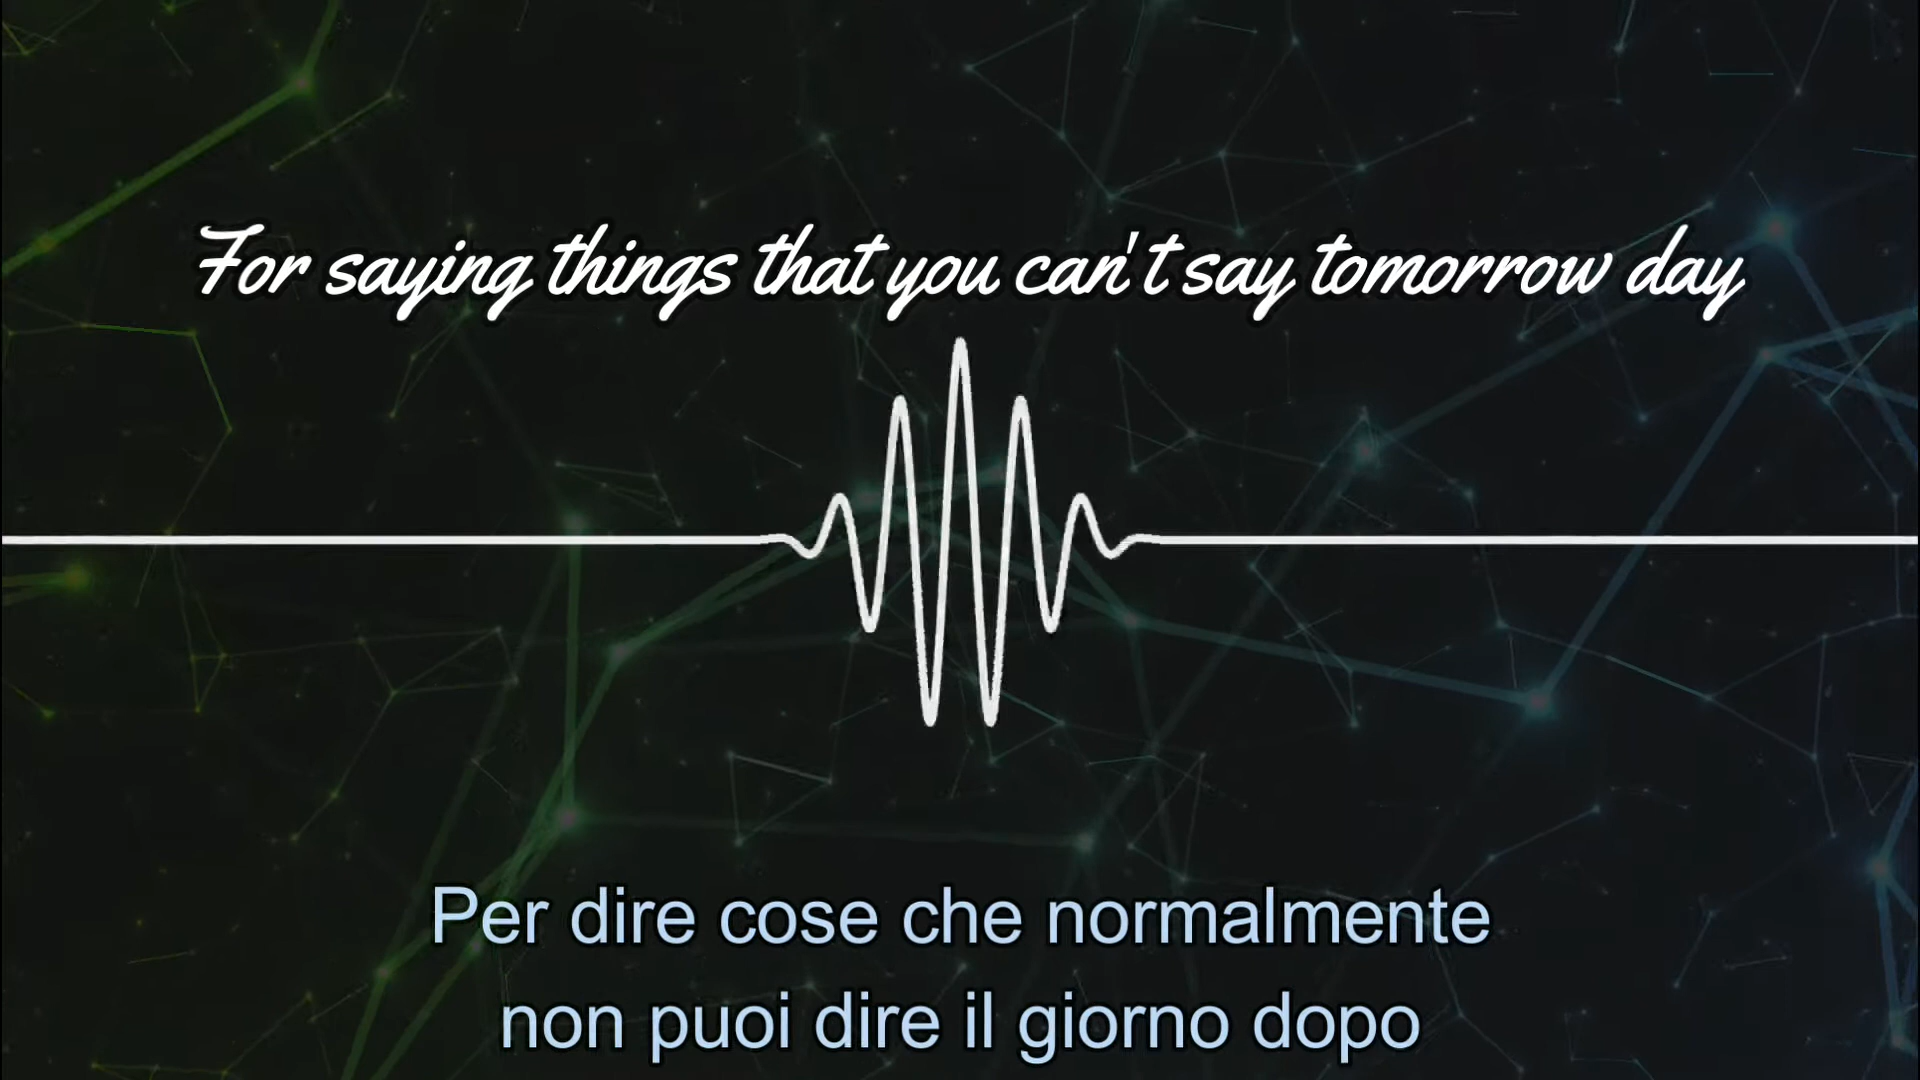 For saying things that you can't say tomorrow day
Per dire cose che normalmente
non puoi dire il giorno dopo